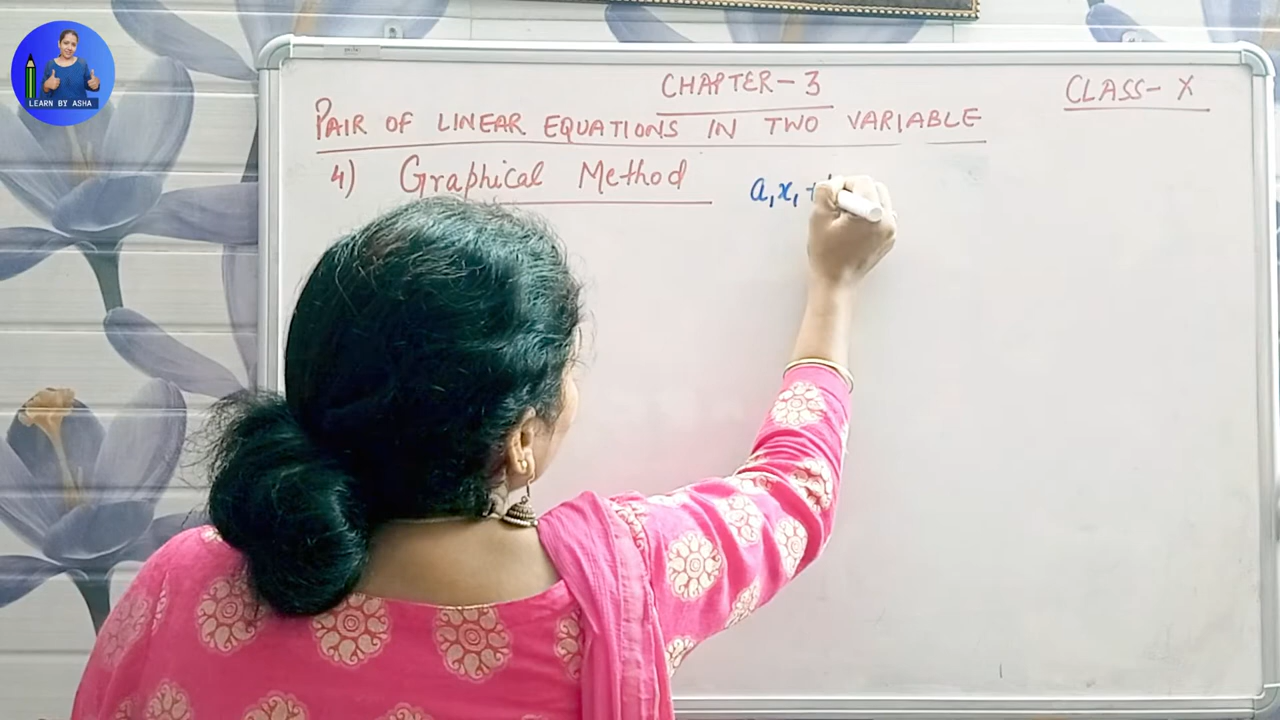 LEARN BY ASHA
CHAPTER-3
CLASS-X
PAIR OF LINEAR EQUATIONS IN TWO VARIABLE
4) Graphical Method
a₁x₁ +